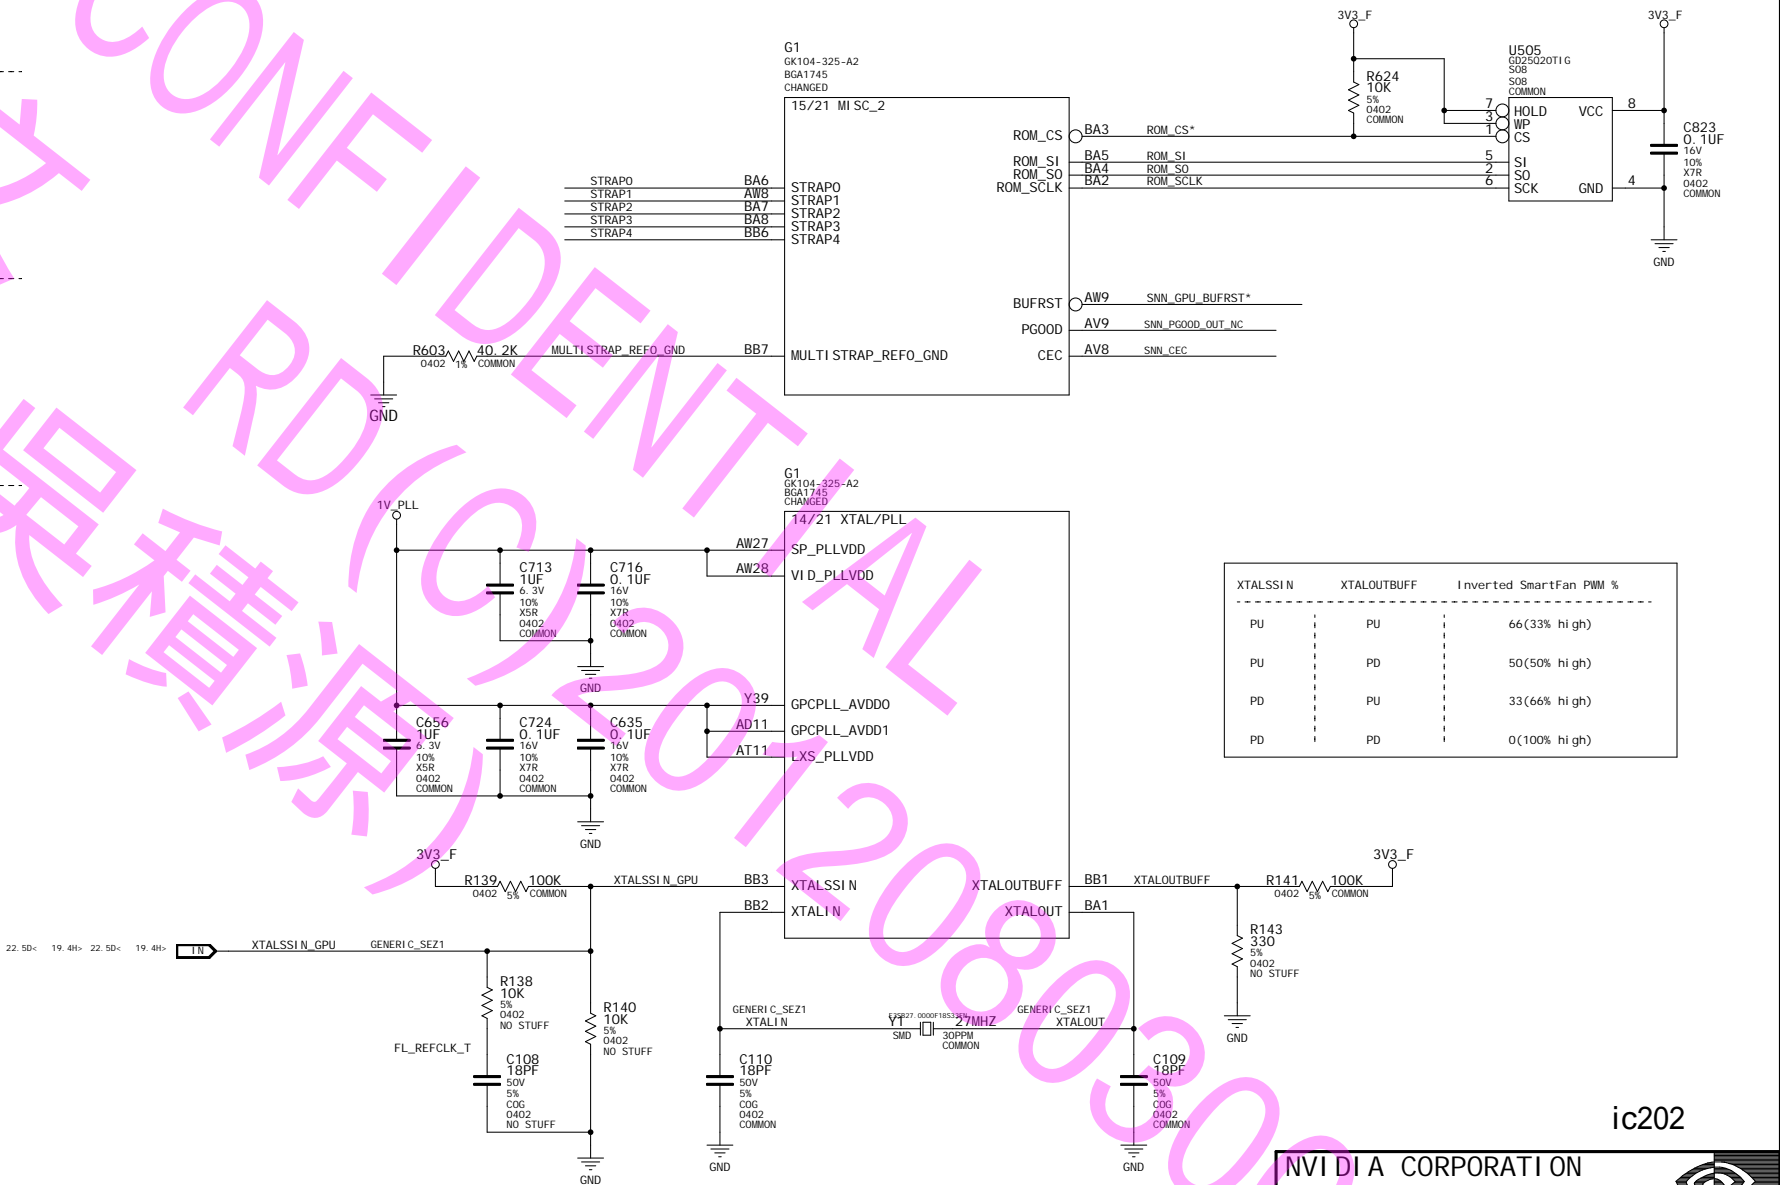 3V3_F
3V3_F
G1
GK104-325-A2
BGA1745
CHANGED
15/21 MISC_2
R624
10K
5%
0402
COMMON
U505
GD25Q20TIG
SO8
SO8
COMMON
7
3
1
HOLD
WP
CS
VCC
8
C823
0.1UF
16V
10%
X7R
0402
COMMON
ROM_CS
BA3
ROM_CS*
ROM_SI
BA5
ROM_SI
5
SI
ROM_SO
BA4
ROM_SO
2
SO
ROM_SCLK
BA2
ROM_SCLK
6
SCK
GND
4
GND
STRAP0
BA6
STRAP0
STRAP1
AW8
STRAP1
STRAP2
BA7
STRAP2
STRAP3
BA8
STRAP3
STRAP4
BB6
STRAP4
BUFRST
AW9
SNN_GPU_BUFRST*
PGOOD
AV9
SNN_PGOOD_OUT_NC
CEC
AV8
SNN_CEC
R603
40.2K
0402
1%
COMMON
MULTISTRAP_REF0_GND
BB7
MULTISTRAP_REF0_GND
GND
G1
GK104-325-A2
BGA1745
CHANGED
14/21 XTAL/PLL
1V_PLL
AW27
SP_PLLVDD
AW28
VID_PLLVDD
C713
1UF
6.3V
10%
X5R
0402
COMMON
C716
0.1UF
16V
10%
X7R
0402
COMMON
GND
Y39
GPCPLL_AVDD0
AD11
GPCPLL_AVDD1
AT11
LXS_PLLVDD
C656
1UF
6.3V
10%
X5R
0402
COMMON
C724
0.1UF
16V
10%
X7R
0402
COMMON
C635
0.1UF
16V
10%
X7R
0402
COMMON
GND
XTALSSIN XTALOUTBUFF Inverted SmartFan PWM %
PU PU 66(33% high)
PU PD 50(50% high)
PD PU 33(66% high)
PD PD 0(100% high)
3V3_F
R139
100K
0402
5%
COMMON
XTALSSIN_GPU
BB3
XTALSSIN
BB2
XTALIN
XTALOUTBUFF
BB1
XTALOUTBUFF
XTALOUT
BA1
3V3_F
R141
100K
0402
5%
COMMON
R143
330
5%
0402
NO STUFF
GND
22.5D< 19.4H> 22.5D< 19.4H>
IN
XTALSSIN_GPU
GENERIC_SEZ1
R138
10K
5%
0402
NO STUFF
R140
10K
5%
0402
NO STUFF
FL_REFCLK_T
C108
18PF
50V
5%
COG
0402
NO STUFF
GND
GENERIC_SEZ1
XTALIN
Y1
SMD
27MHZ
30PPM
COMMON
GENERIC_SEZ1
XTALOUT
C110
18PF
50V
5%
COG
0402
COMMON
GND
C109
18PF
50V
5%
COG
0402
COMMON
GND
ic202
NVIDIA CORPORATION
CONFIDENTIAL
RD(C)20120803
吳積源)